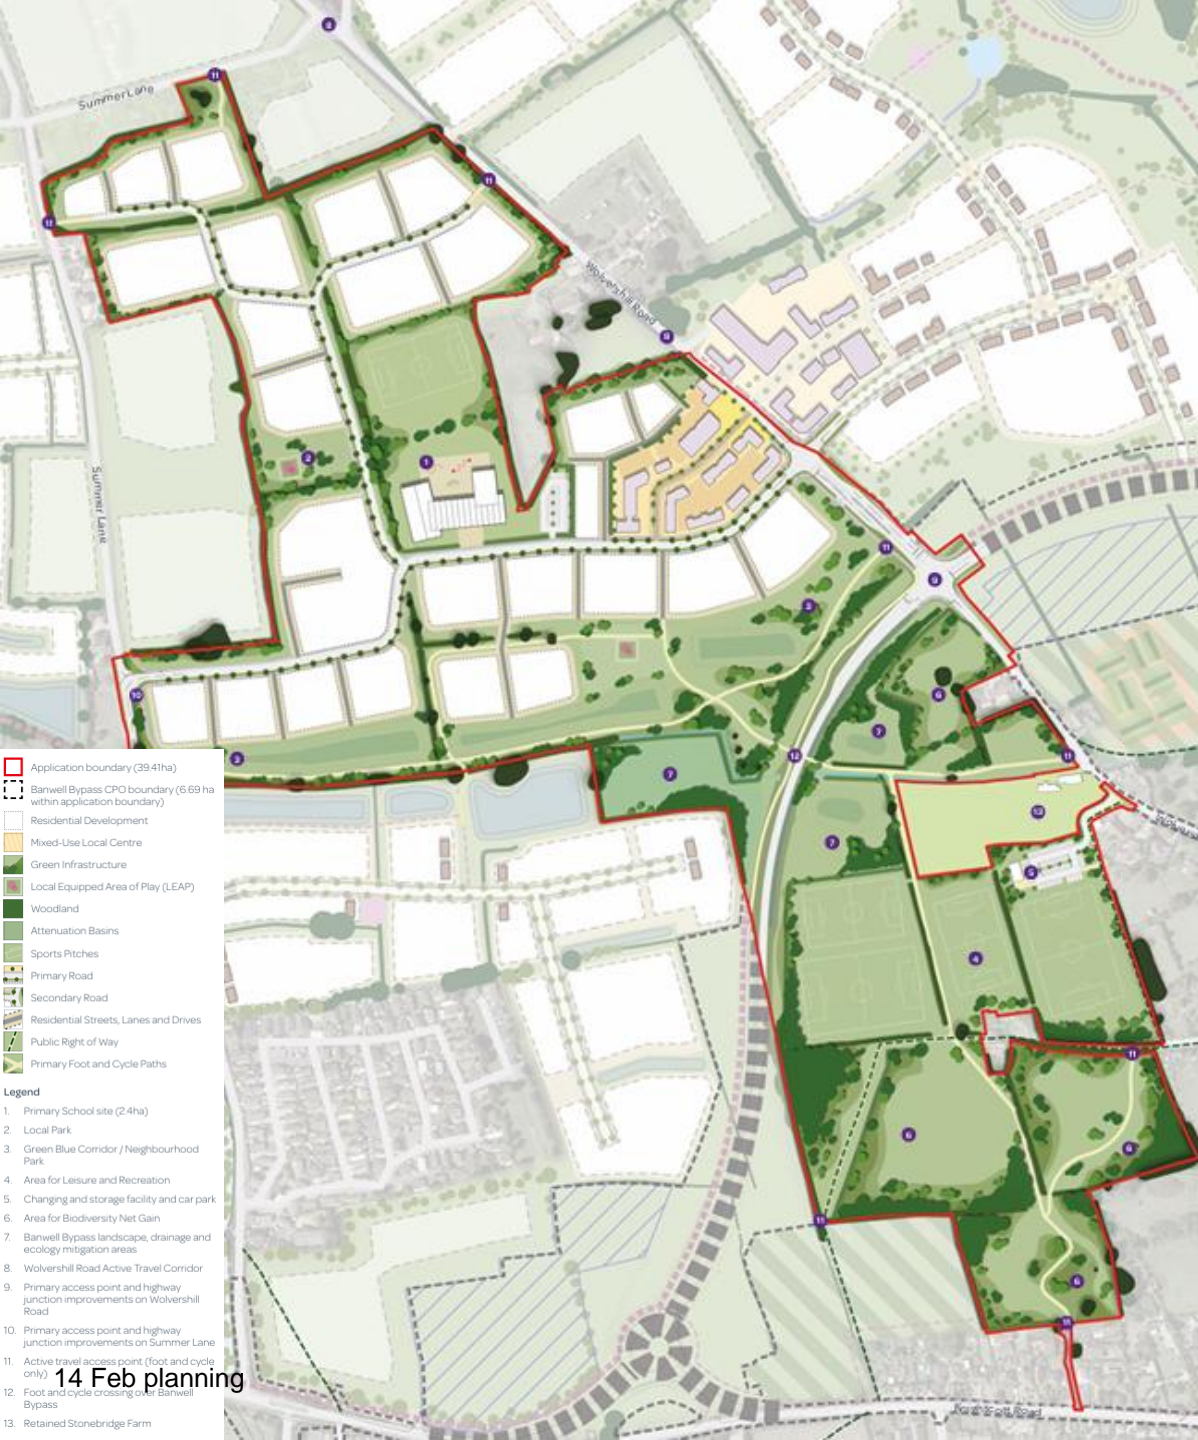 Summer Lane
Wolvershill Road
Summer Lane
Application boundary (39.41ha)
Banwell Bypass CPO boundary (6.69 ha
within application boundary)
Residential Development
Mixed-Use Local Centre
Green Infrastructure
Local Equipped Area of Play (LEAP)
Woodland
Attenuation Basins
Sports Pitches
Primary Road
Secondary Road
Residential Streets, Lanes and Drives
Public Right of Way
Primary Foot and Cycle Paths
Legend
1. Primary School site (2.4ha)
2. Local Park
3. Green Blue Corridor / Neighbourhood
Park
4. Area for Leisure and Recreation
5. Changing and storage facility and car park
6. Area for Biodiversity Net Gain
7. Banwell Bypass landscape, drainage and
ecology mitigation areas
8. Wolvershill Road Active Travel Corridor
9. Primary access point and highway
junction improvements on Wolvershill
Road
10. Primary access point and highway
junction improvements on Summer Lane
11. Active travel access point (foot and cycle
only)
14 Feb planning
12. Foot and cycle crossing over Banwell
Bypass
13. Retained Stonebridge Farm